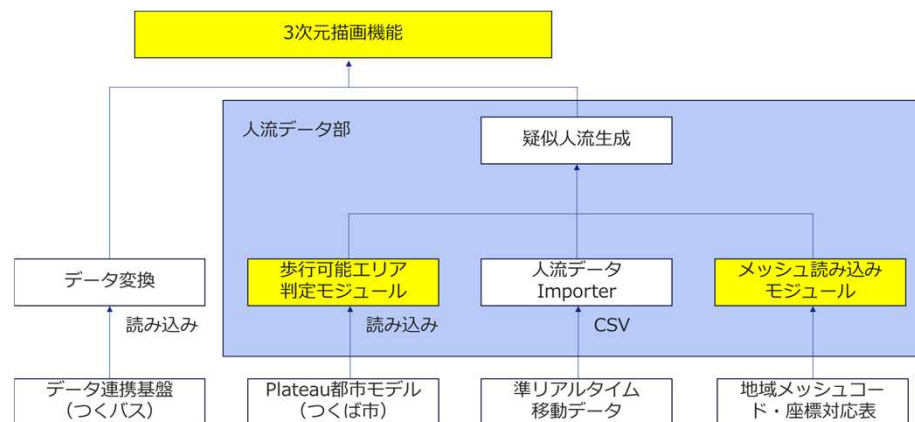 3次元描画機能
人流データ部
疑似人流生成
データ変換
歩行可能エリア
判定モジュール
人流データ
Importer
メッシュ読み込み
モジュール
読み込み
読み込み
CSV
データ連携基盤
（つくバス）
Plateau都市モデル
（つくば市）
準リアルタイム
移動データ
地域メッシュコー
ド・座標対応表